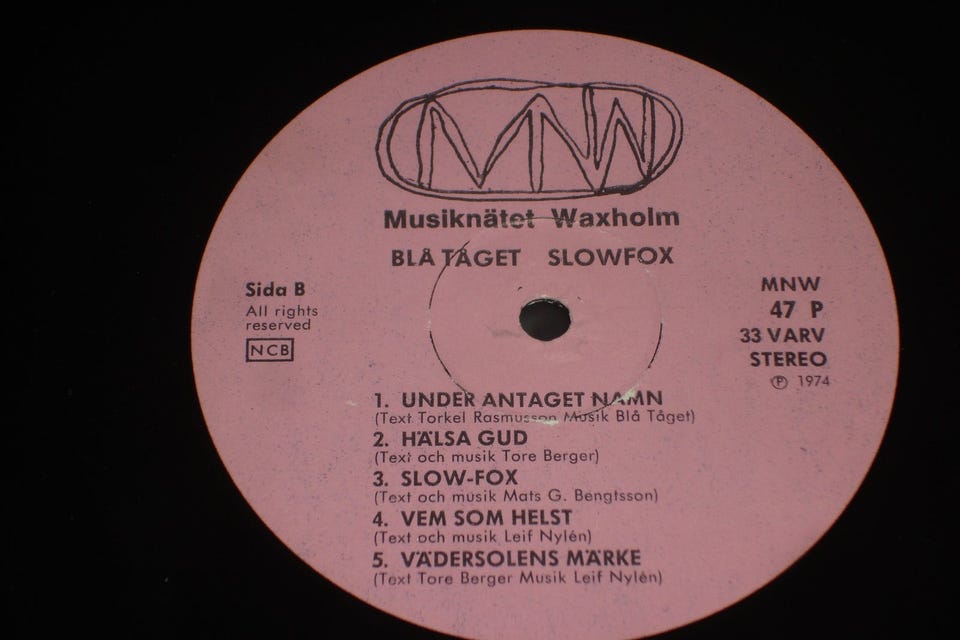 MNW
Musiknätet Waxholm
BLÅ TÅGET SLOWFOX
Sida B
All rights
reserved
NCB
MNW
47 P
33 VARV
STEREO
Ⓟ 1974
1. UNDER ANTAGET NAMN
(Text Torkel Rasmusson Musik Blå Tåget)
2. HÄLSA GUD
(Text och musik Tore Berger)
3. SLOW-FOX
(Text och musik Mats G. Bengtsson)
4. VEM SOM HELST
(Text och musik Leif Nylén)
5. VÄDERSOLENS MÄRKE
(Text Tore Berger Musik Leif Nylén)